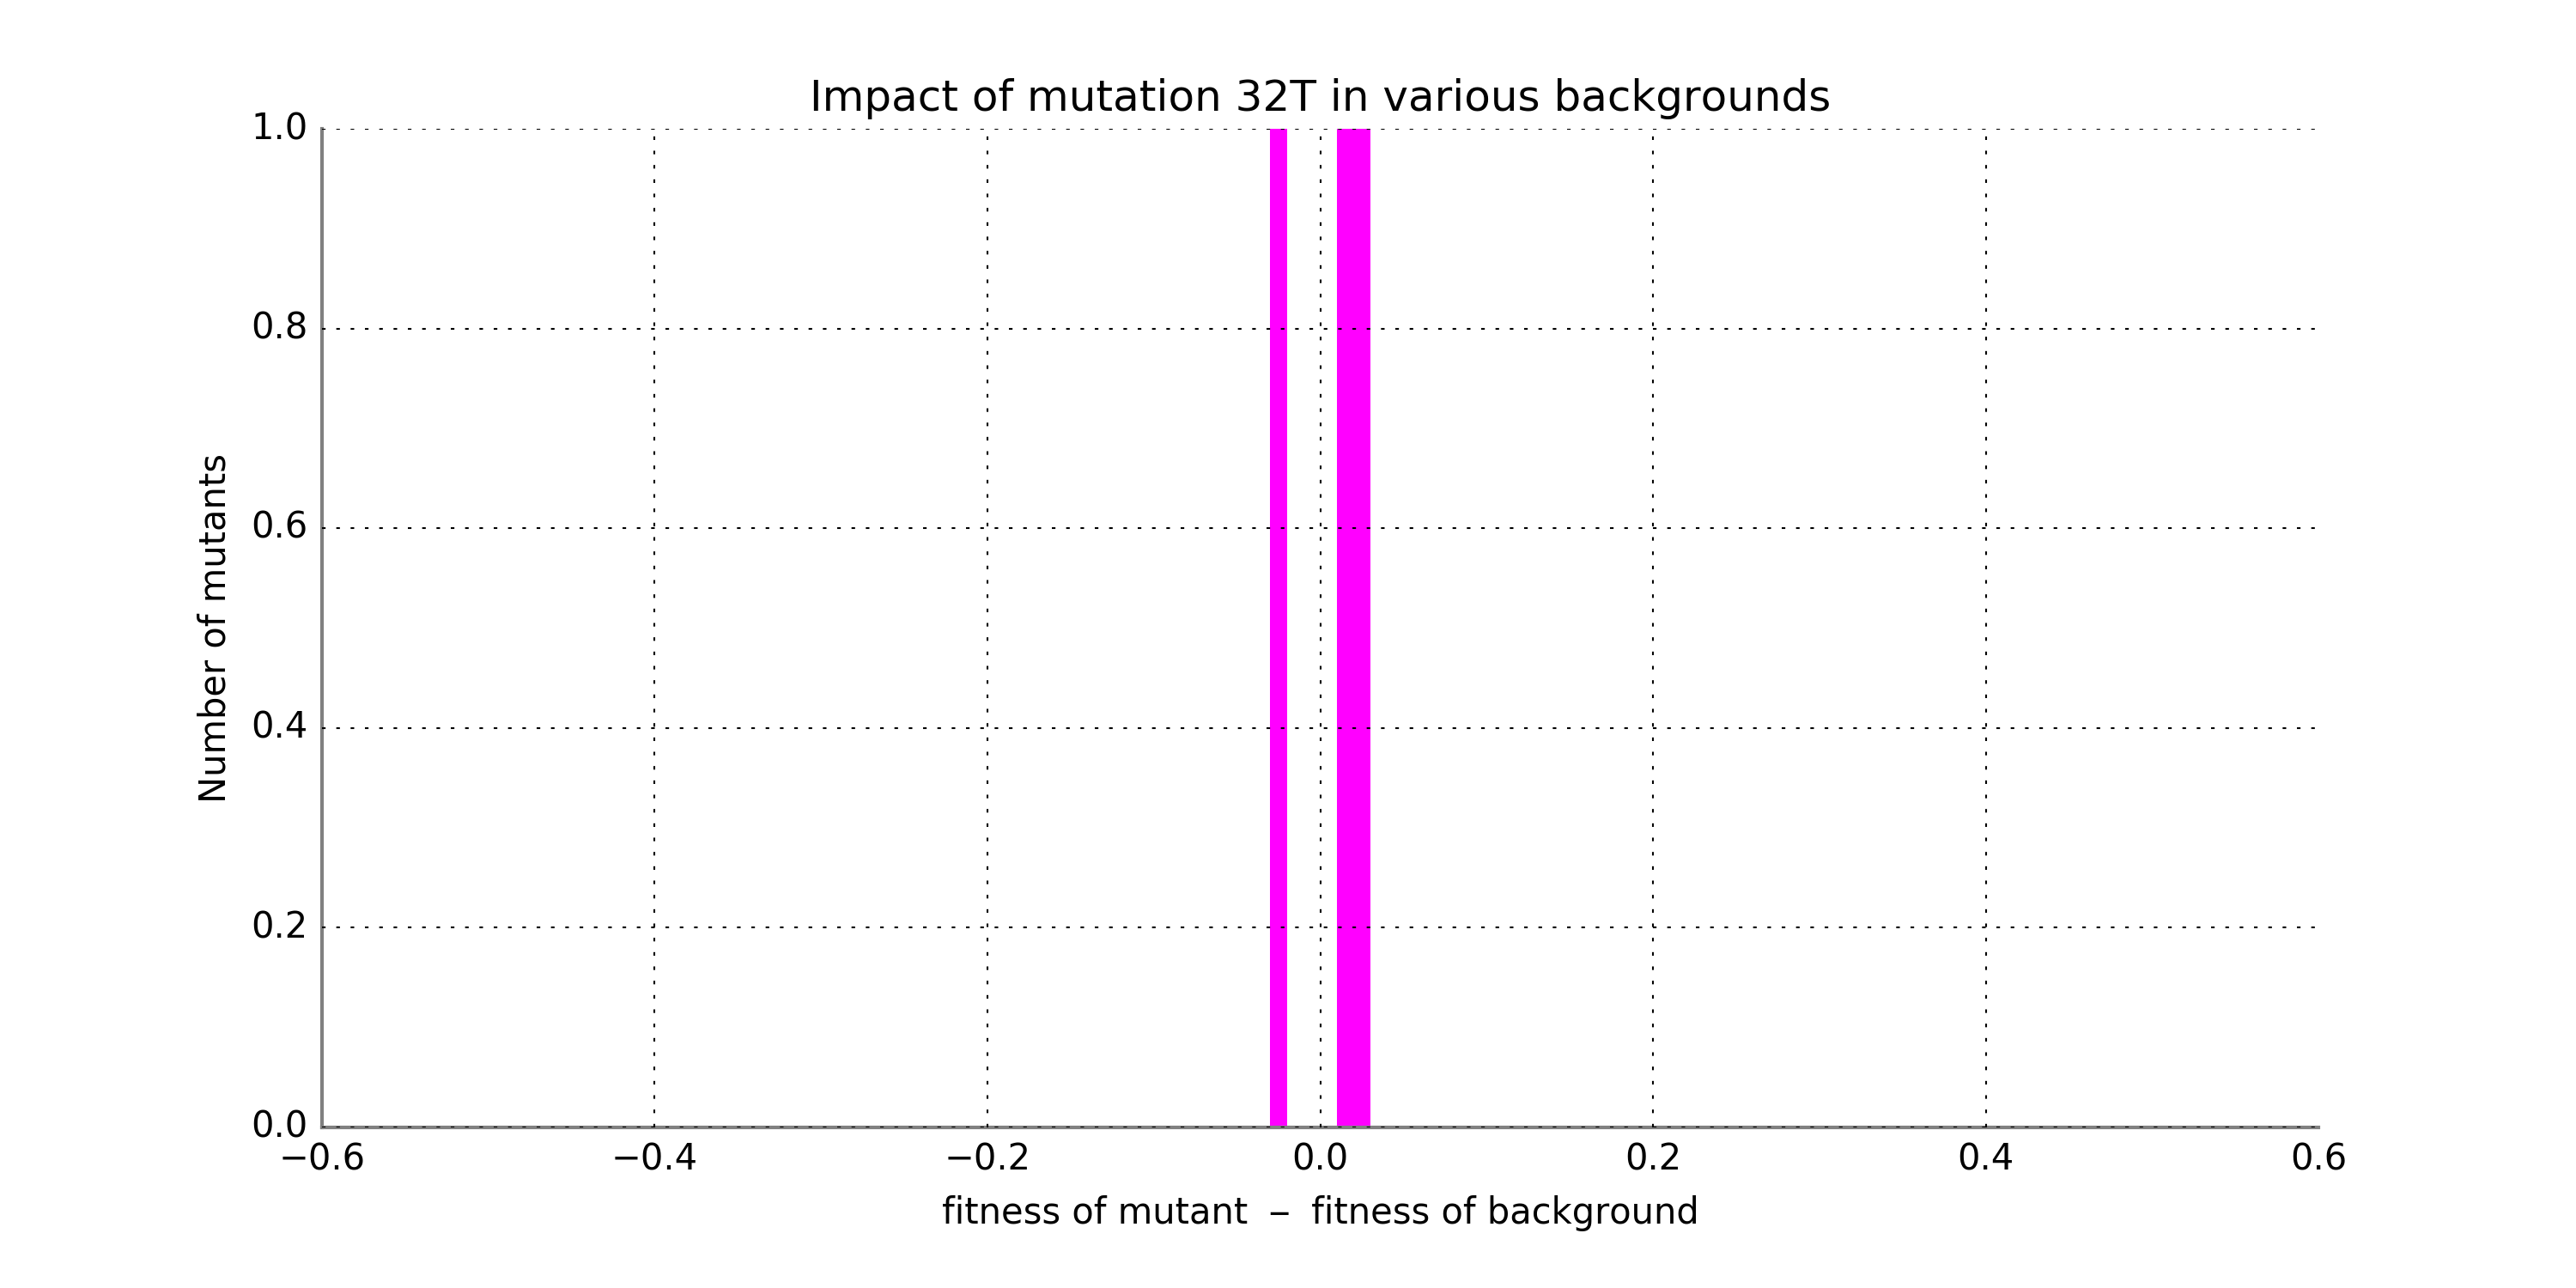 Impact of mutation 32T in various backgrounds
1.0
0.8
0.6
0.4
0.2
0.0
Number of mutants
−0.6 −0.4 −0.2 0.0 0.2 0.4 0.6
fitness of mutant – fitness of background